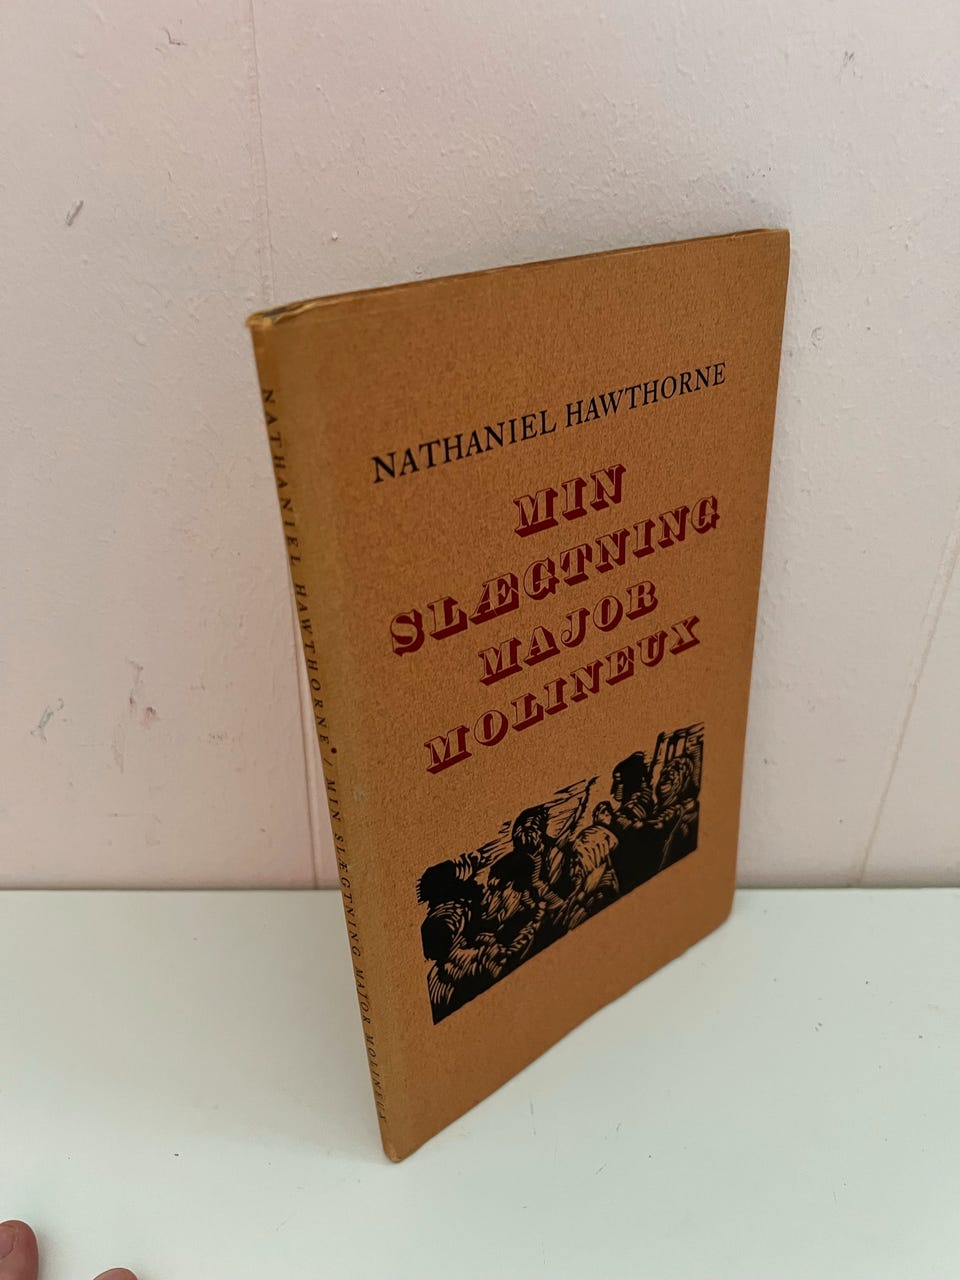 NATHANIEL HAWTHORNE
MIN
SLÆGTNING
MAJOR
MOLINEUX
NATHANIEL HAWTHORNE / MIN SLÆGTNING MAJOR MOLINEUX